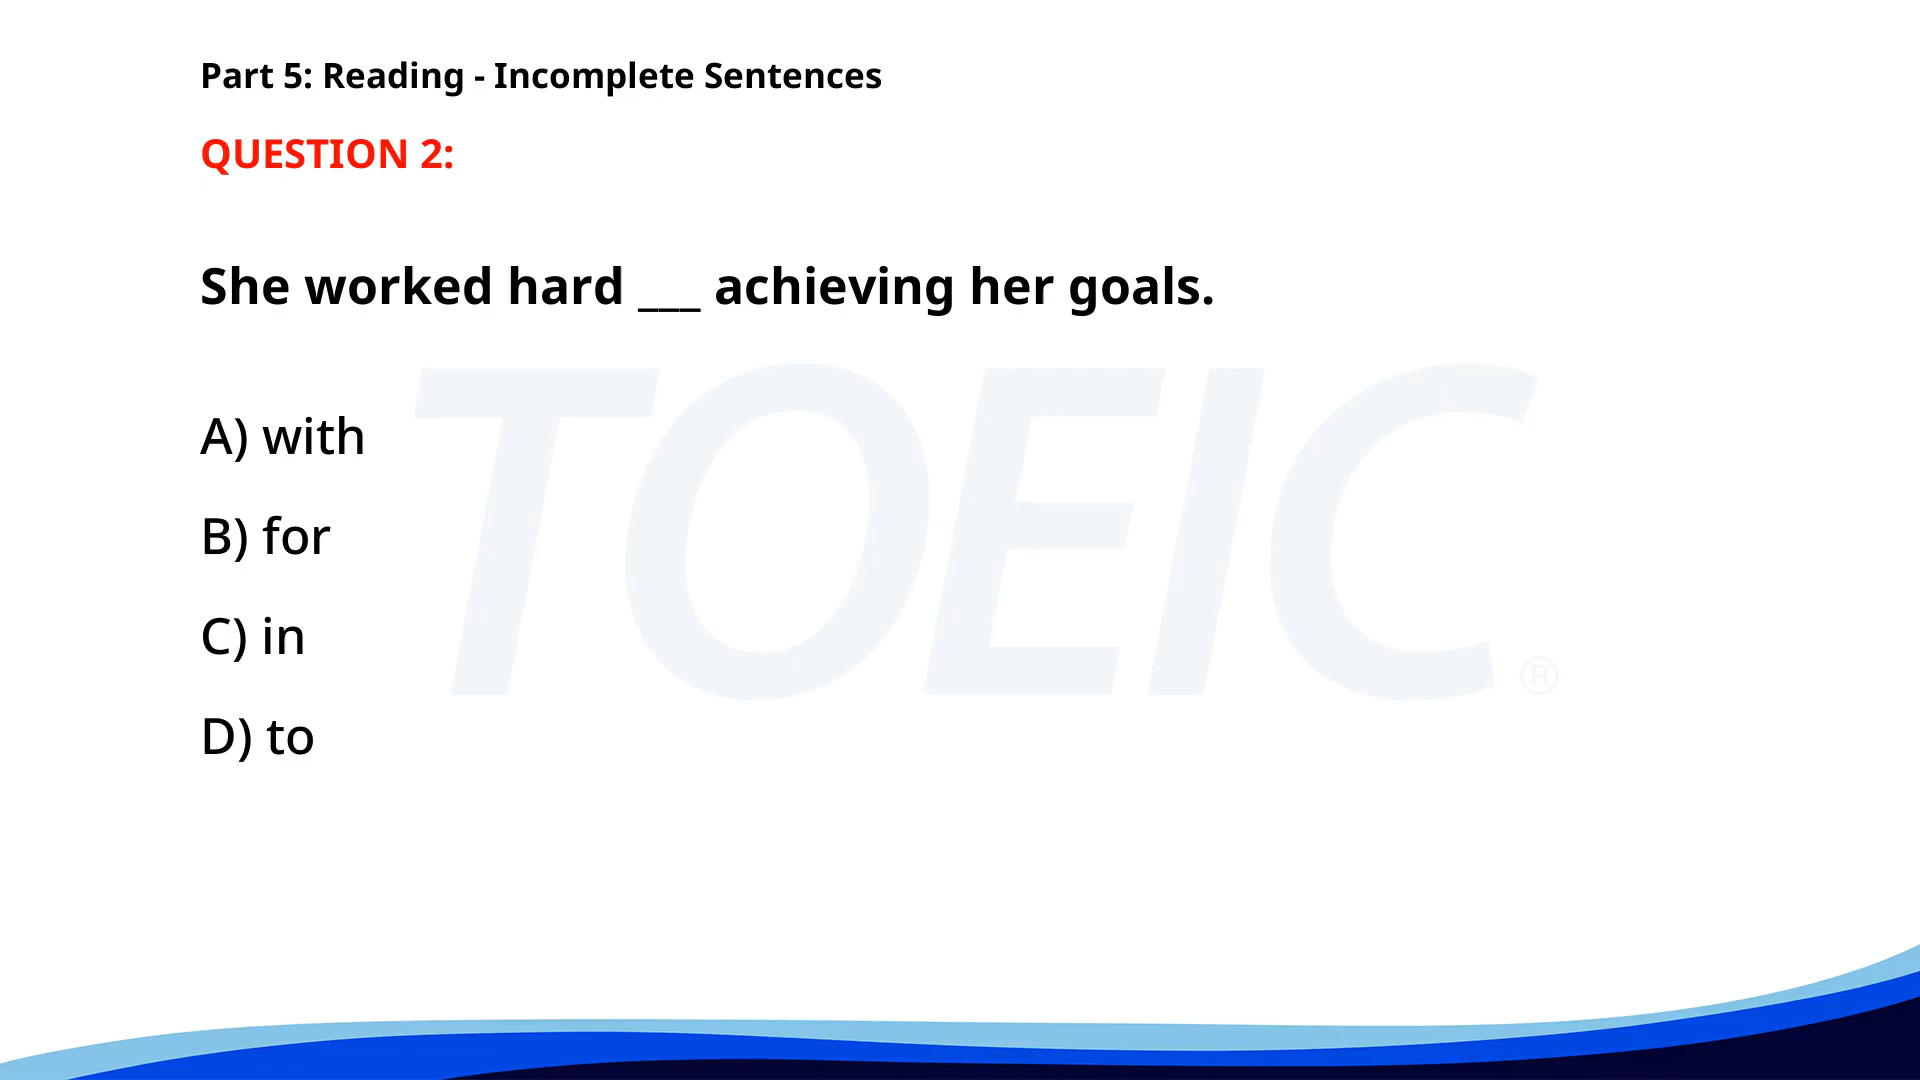 Part 5: Reading - Incomplete Sentences
QUESTION 2:
She worked hard ___ achieving her goals.
A) with
B) for
C) in
D) to
TOEIC®